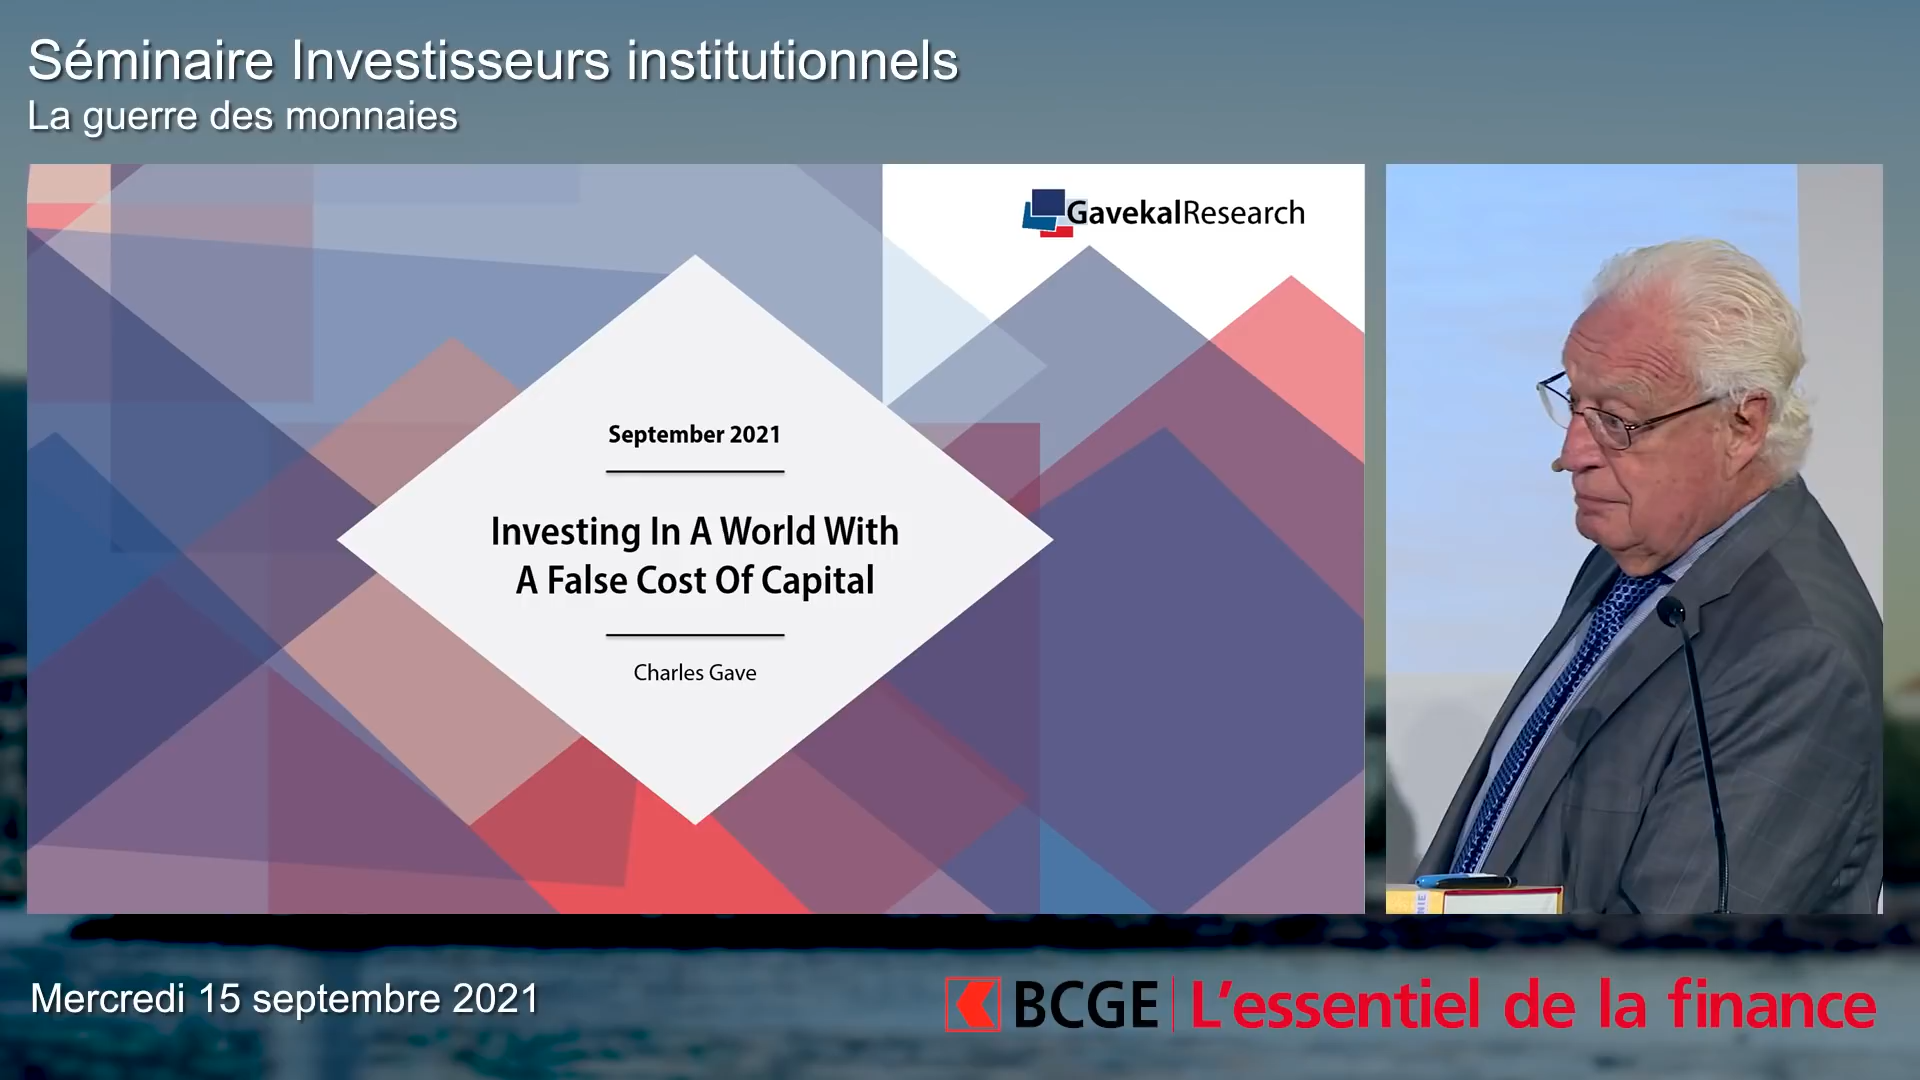 Séminaire Investisseurs institutionnels
La guerre des monnaies
GavekalResearch
September 2021
Investing In A World With
A False Cost Of Capital
Charles Gave
Mercredi 15 septembre 2021
BCGE L'essentiel de la finance